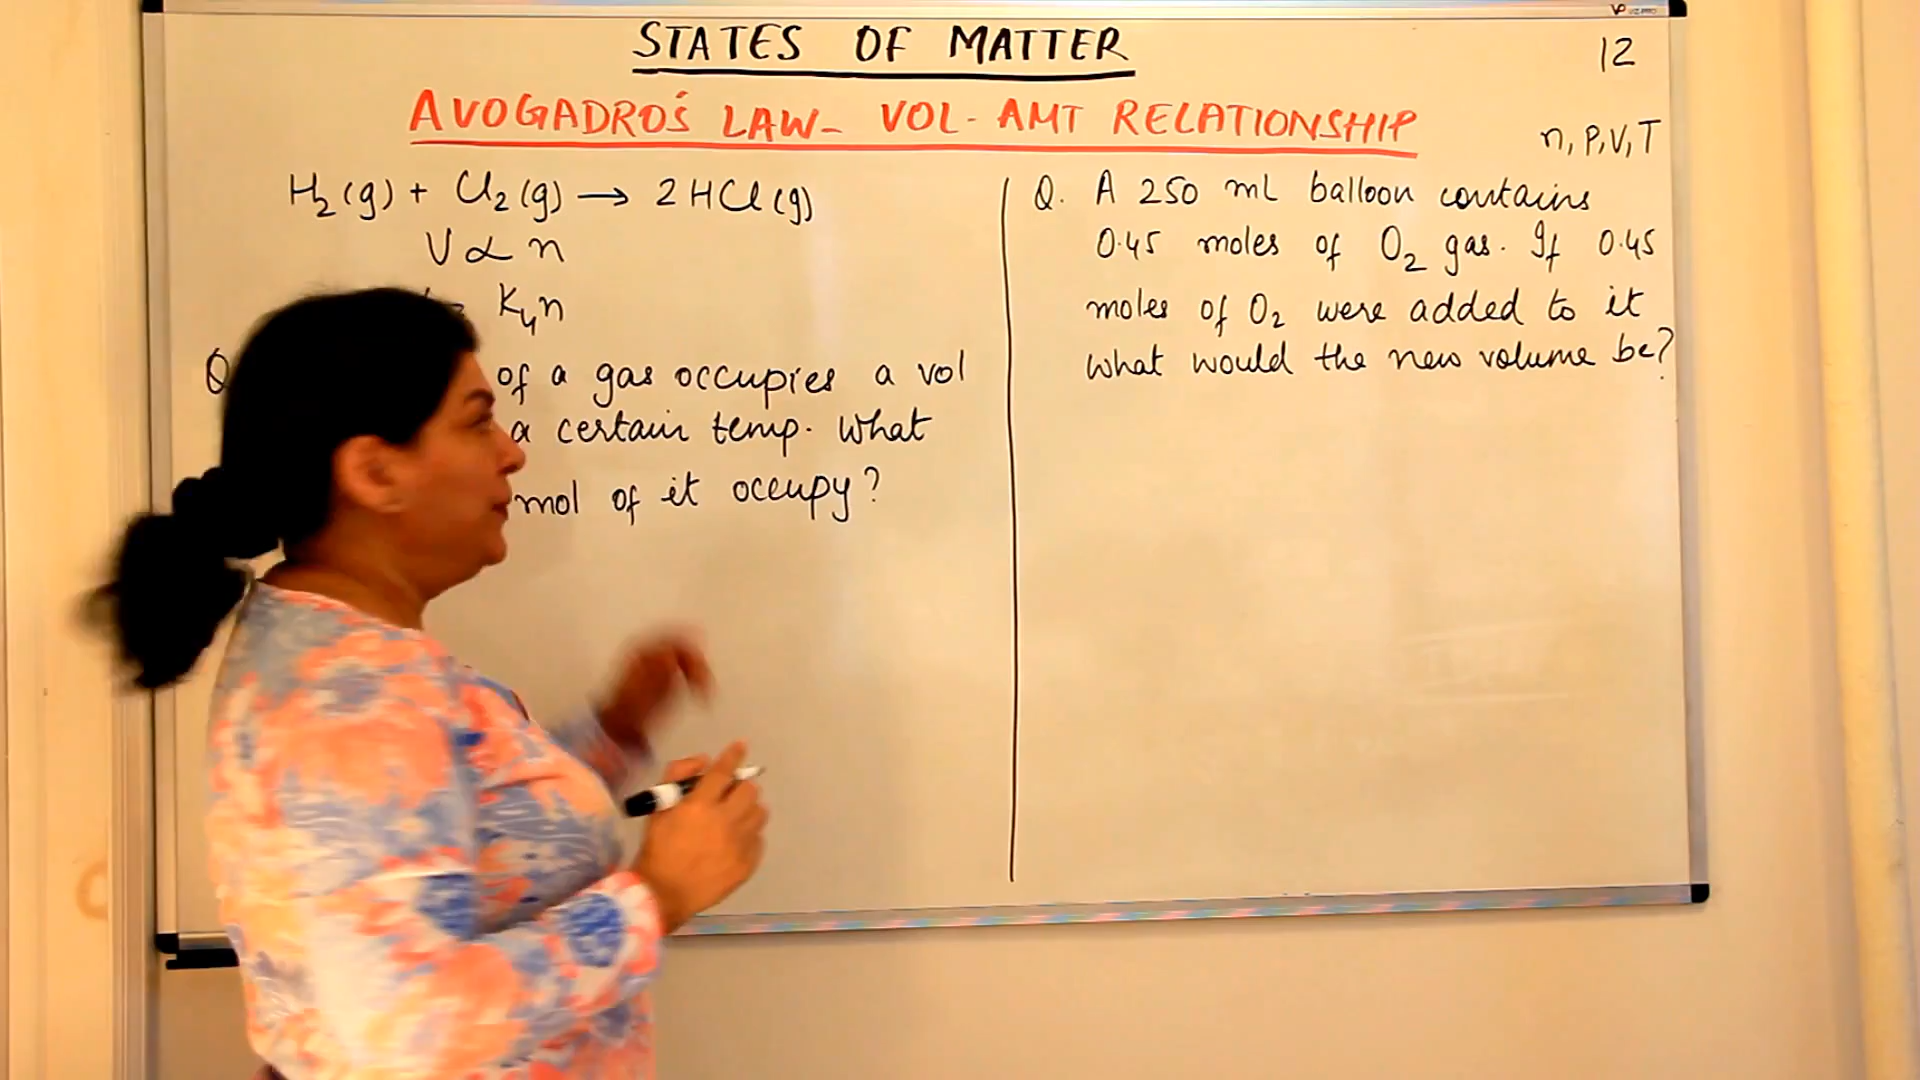 STATES OF MATTER
12
AVOGADRO'S LAW - VOL - AMT RELATIONSHIP
n, P, V, T
H₂(g) + Cl₂(g) → 2HCl(g)
V ∝ n
K₄n
Q
of a gas occupies a vol
a certain temp. What
mol of it occupy?
Q. A 250 mL balloon contains
0.45 moles of O₂ gas. If 0.45
moles of O₂ were added to it
what would the new volume be?